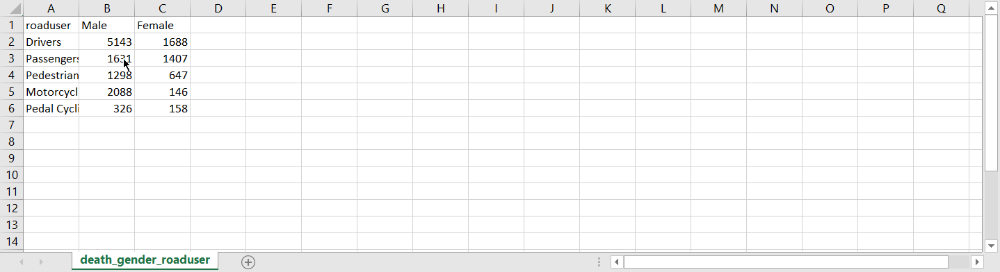 A B C D E F G H I J K L M N O P Q
1 roaduser Male Female
2 Drivers 5143 1688
3 Passengers 1631 1407
4 Pedestrian 1298 647
5 Motorcycl 2088 146
6 Pedal Cycli 326 158
7
8
9
10
11
12
13
14
death_gender_roaduser